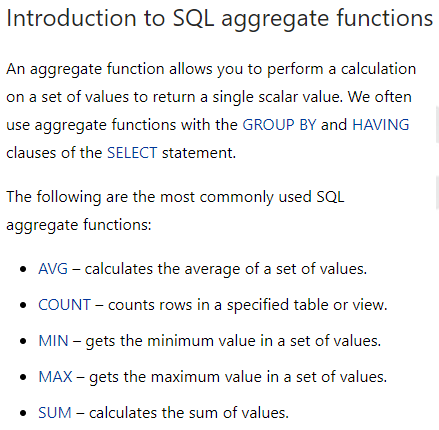 Introduction to SQL aggregate functions
An aggregate function allows you to perform a calculation
on a set of values to return a single scalar value. We often
use aggregate functions with the GROUP BY and HAVING
clauses of the SELECT statement.
The following are the most commonly used SQL
aggregate functions:
• AVG – calculates the average of a set of values.
• COUNT – counts rows in a specified table or view.
• MIN – gets the minimum value in a set of values.
• MAX – gets the maximum value in a set of values.
• SUM – calculates the sum of values.